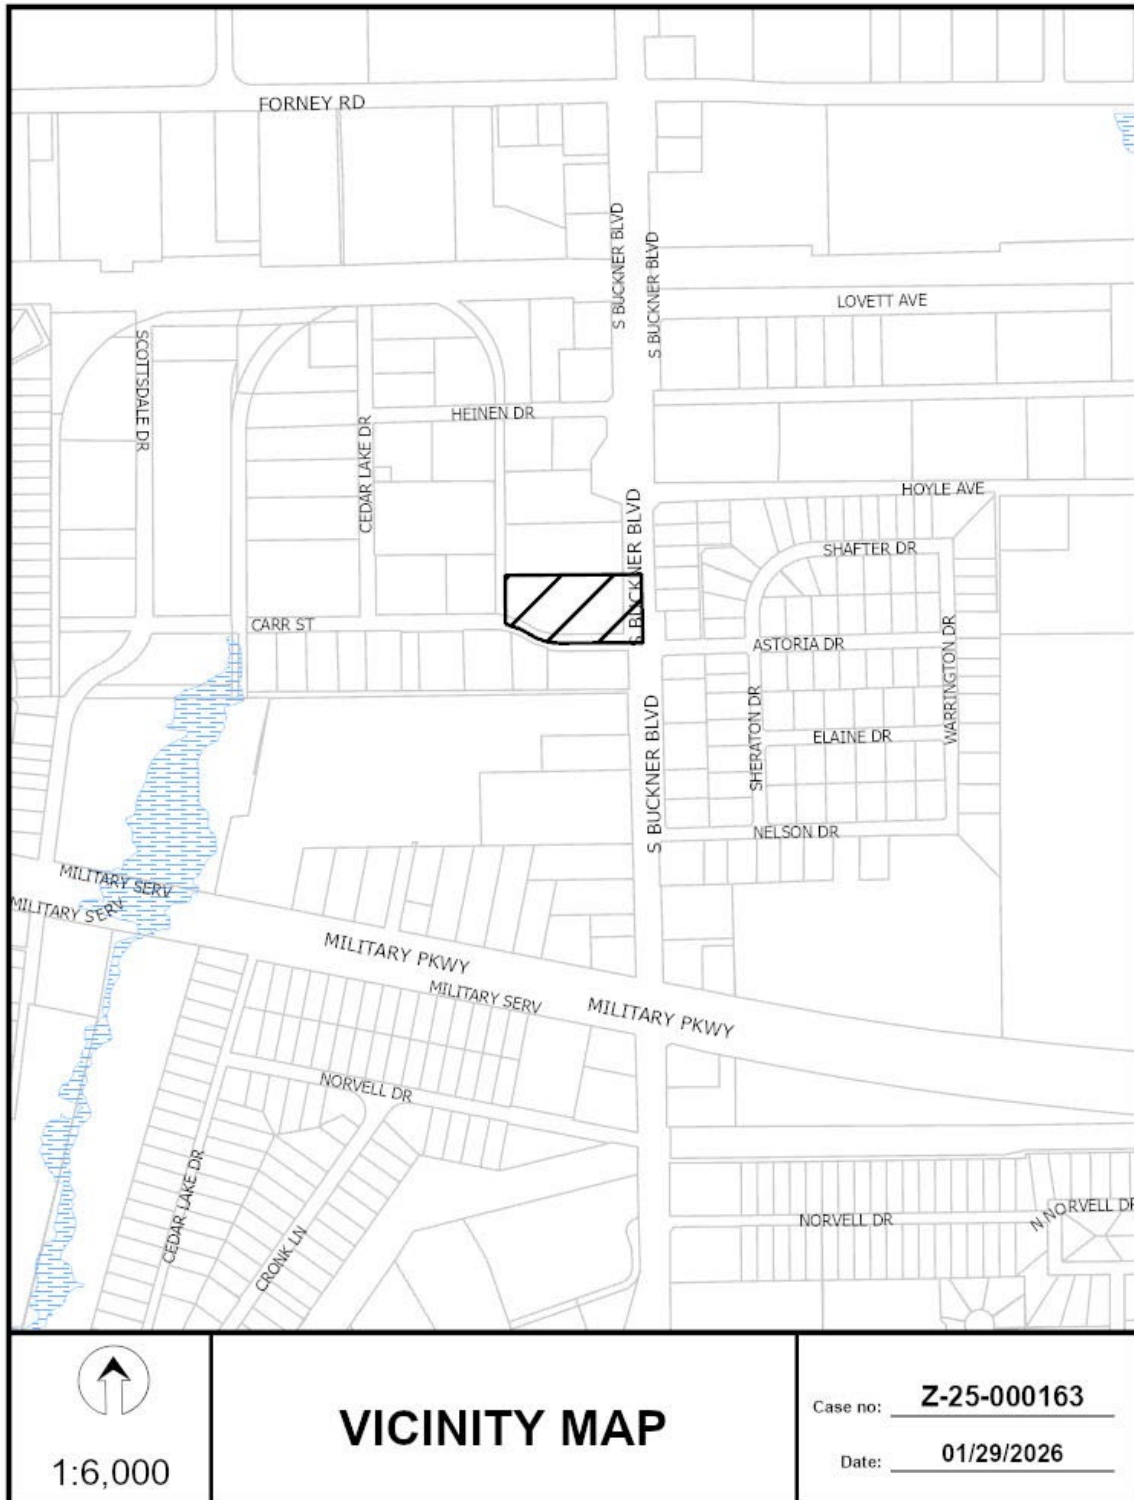 FORNEY RD
S BUCKNER BLVD
S BUCKNER BLVD
LOVETT AVE
SCOTTSDALE DR
HEINEN DR
CEDAR LAKE DR
HOYLE AVE
S BUCKNER BLVD
SHAFTER DR
CARR ST
ASTORIA DR
WARRINGTON DR
SHERATON DR
ELAINE DR
S BUCKNER BLVD
NELSON DR
MILITARY SERV
MILITARY SERV
MILITARY PKWY
MILITARY SERV
MILITARY PKWY
NORVELL DR
CEDAR LAKE DR
CRONK LN
NORVELL DR
N NORVELL DR
1:6,000
VICINITY MAP
Case no: Z-25-000163
Date: 01/29/2026